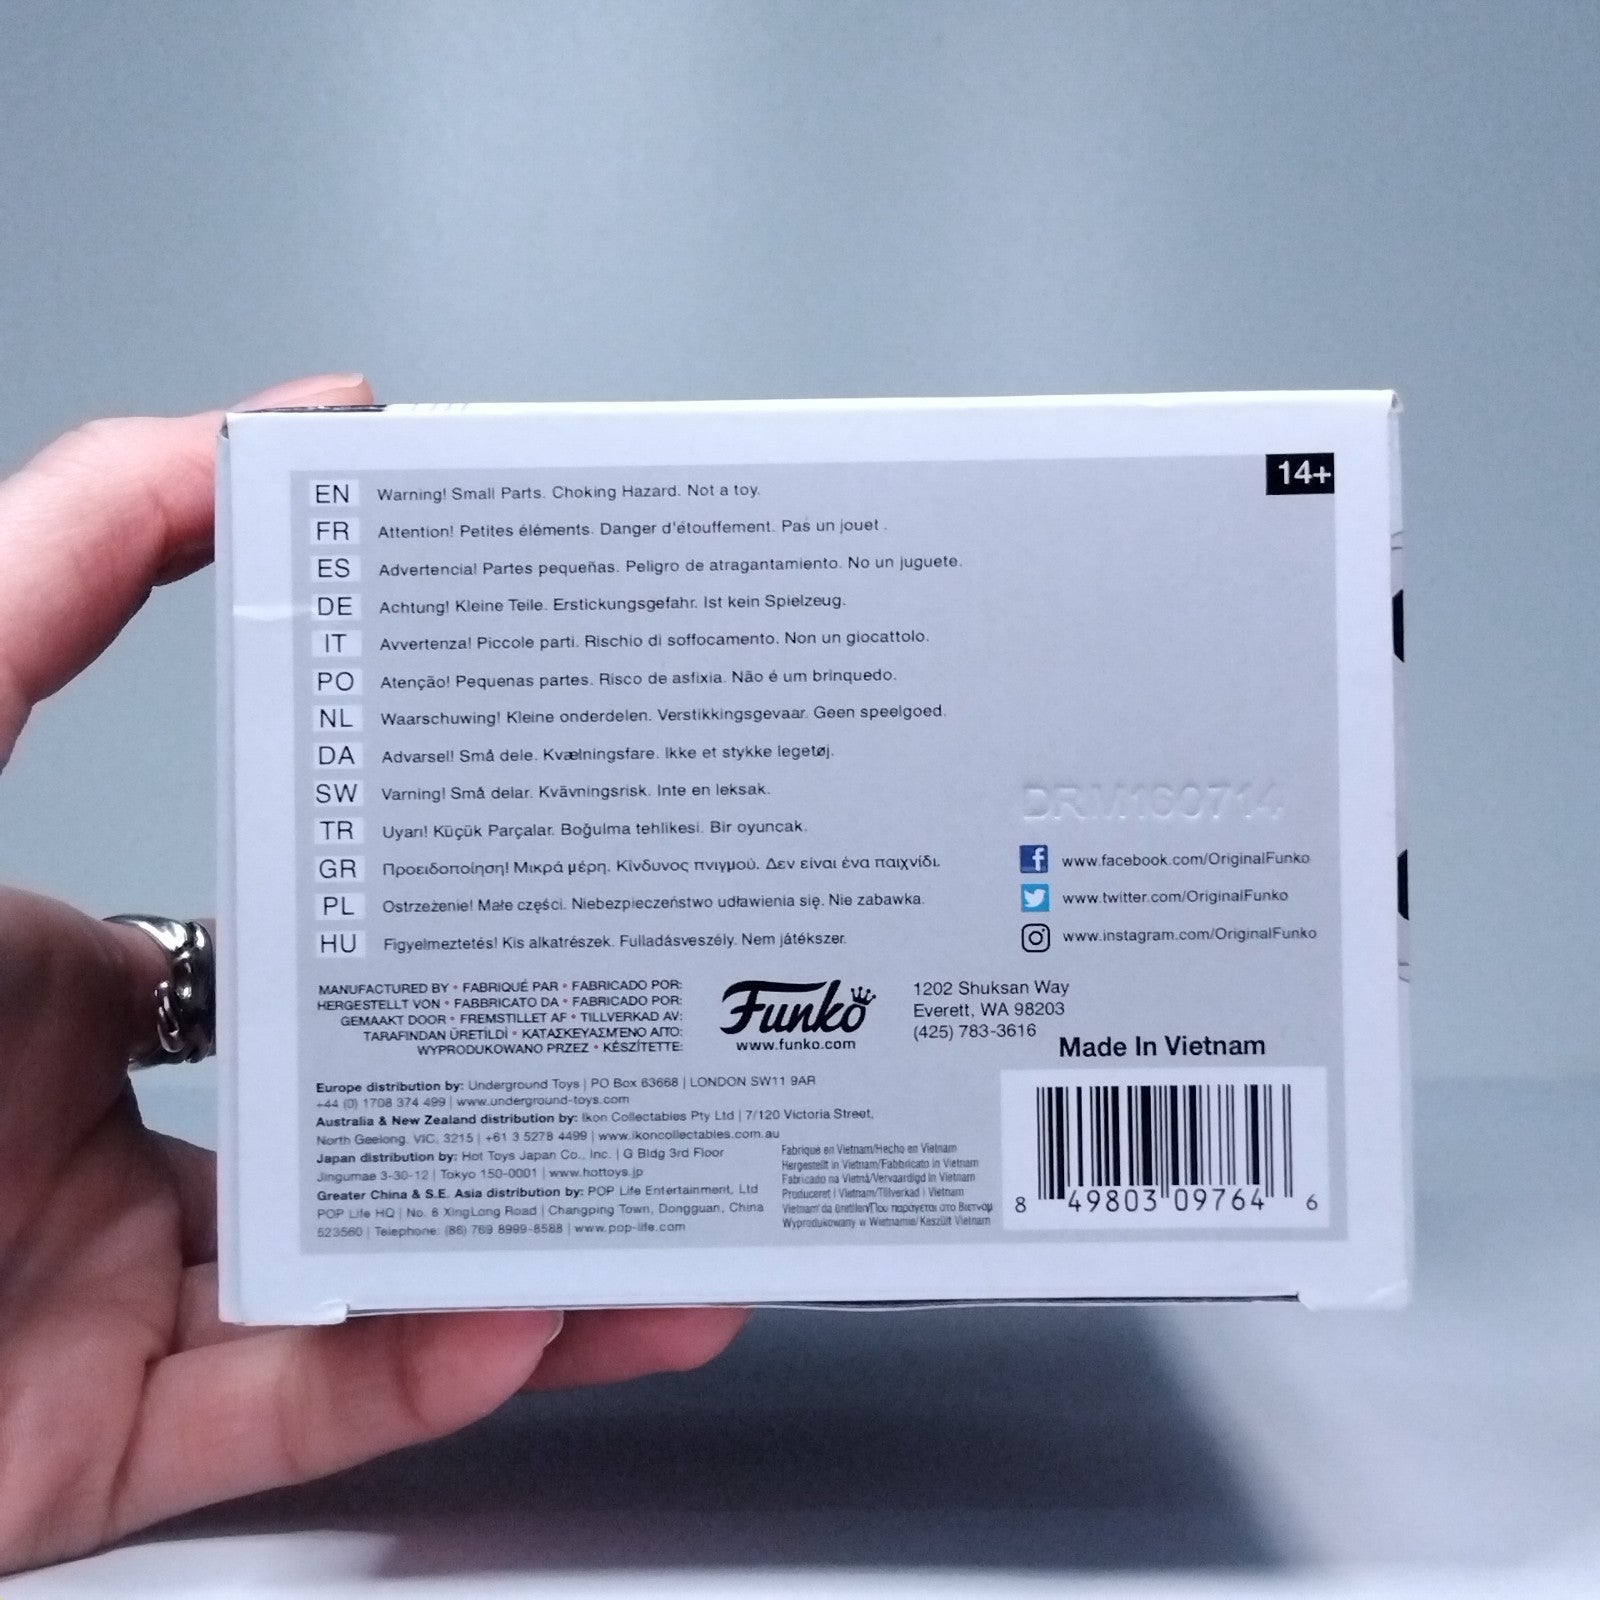 14+
EN Warning! Small Parts. Choking Hazard. Not a toy.
FR Attention! Petites éléments. Danger d'étouffement. Pas un jouet .
ES Advertencia! Partes pequeñas. Peligro de atragantamiento. No un juguete.
DE Achtung! Kleine Teile. Erstickungsgefahr. Ist kein Spielzeug.
IT Avvertenza! Piccole parti. Rischio di soffocamento. Non un giocattolo.
PO Atenção! Pequenas partes. Risco de asfixia. Não é um brinquedo.
NL Waarschuwing! Kleine onderdelen. Verstikkingsgevaar. Geen speelgoed.
DA Advarsel! Små dele. Kvælningsfare. Ikke et stykke legetøj.
SW Varning! Små delar. Kvävningsrisk. Inte en leksak.
TR Uyarı! Küçük Parçalar. Boğulma tehlikesi. Bir oyuncak.
GR Προειδοποίηση! Μικρά μέρη. Κίνδυνος πνιγμού. Δεν είναι ένα παιχνίδι.
PL Ostrzeżenie! Małe części. Niebezpieczeństwo udławienia się. Nie zabawka.
HU Figyelmeztetés! Kis alkatrészek. Fulladásveszély. Nem játékszer.
DRM160714
www.facebook.com/OriginalFunko
www.twitter.com/OriginalFunko
www.instagram.com/OriginalFunko
MANUFACTURED BY • FABRIQUÉ PAR • FABRICADO POR:
HERGESTELLT VON • FABBRICATO DA • FABRICADO POR:
GEMAAKT DOOR • FREMSTILLET AF • TILLVERKAD AV:
TARAFINDAN ÜRETİLDİ • ΚΑΤΑΣΚΕΥΑΣΜΈΝΟ ΑΠΌ:
WYPRODUKOWANO PRZEZ • KÉSZÍTETTE:
Funko
www.funko.com
1202 Shuksan Way
Everett, WA 98203
(425) 783-3616
Made In Vietnam
Europe distribution by: Underground Toys | PO Box 63668 | LONDON SW11 9AR
+44 (0) 1708 374 499 | www.underground-toys.com
Australia & New Zealand distribution by: Ikon Collectables Pty Ltd | 7/120 Victoria Street,
North Geelong, VIC, 3215 | +61 3 5278 4499 | www.ikoncollectables.com.au
Japan distribution by: Hot Toys Japan Co., Inc. | G Bldg 3rd Floor
Jingumae 3-30-12 | Tokyo 150-0001 | www.hottoys.jp
Greater China & S.E. Asia distribution by: POP Life Entertainment, Ltd
POP Life HQ | No. 8 XingLong Road | Changping Town, Dongguan, China
523560 | Telephone: (86) 769 8999-8588 | www.pop-life.com
Fabriqué en Vietnam/Hecho en Vietnam
Hergestellt in Vietnam/Fabbricato in Vietnam
Fabricado na Vietnã/Vervaardigd in Vietnam
Produceret i Vietnam/Tillverkad i Vietnam
Vietnam'da üretilen/Που παράγεται στο Βιετνάμ
Wyprodukowany w Wietnamie/Készült Vietnam
8 49803 09764 6